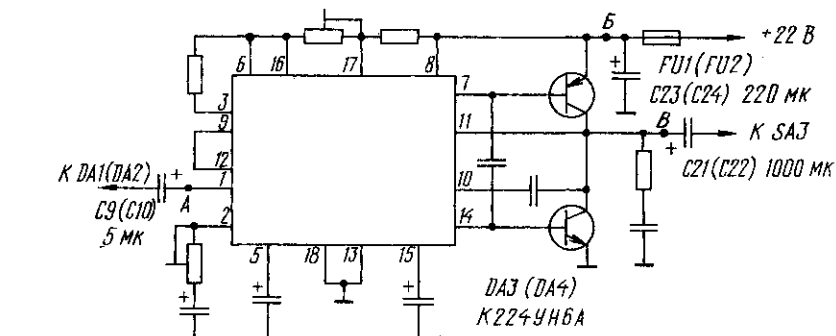 Б
+22 В
6
16
17
8
+
FU1(FU2)
7
3
C23(C24) 220 МК
9
11
В
К SA3
12
+
К DA1(DA2)
+
C21(C22) 1000 МК
1
10
C9(C10)
А
5 МК
2
14
5
18
13
15
DA3 (DA4)
+
+
+
К224УН6А